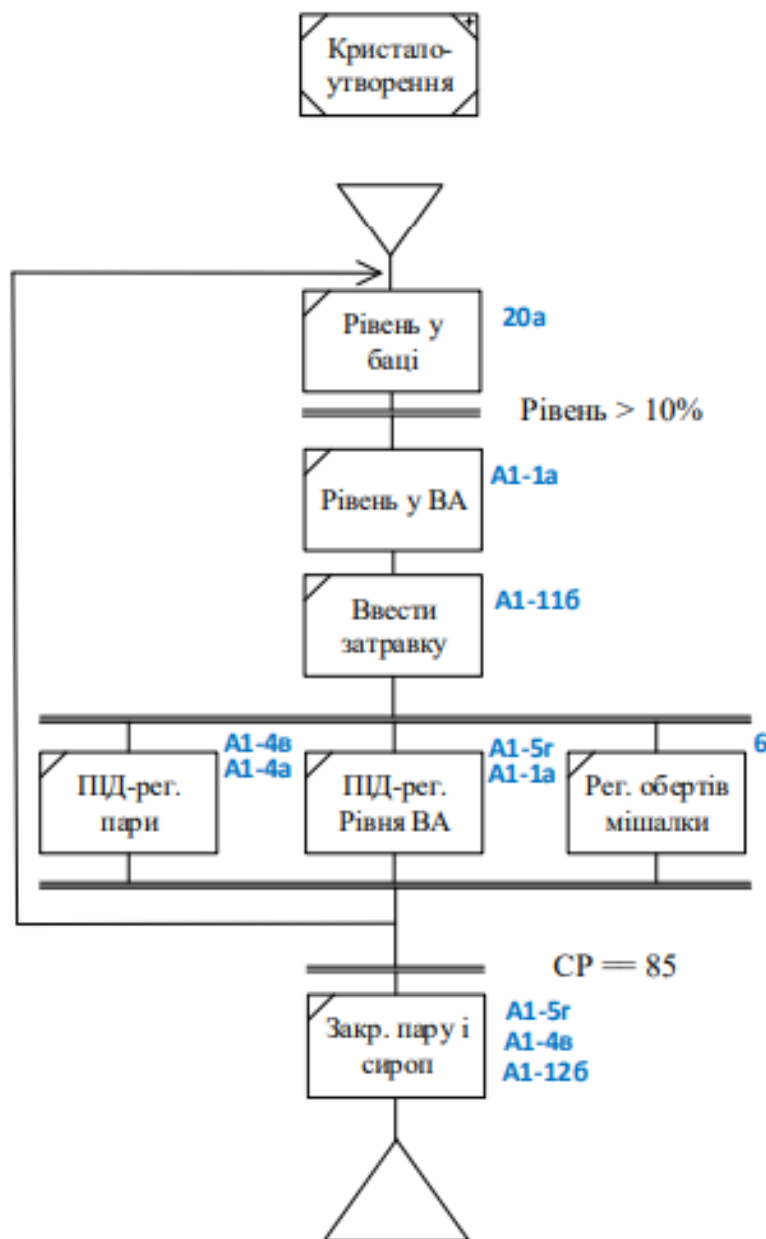 Кристало-
утворення
Рівень у
баці
20а
Рівень > 10%
Рівень у ВА
А1-1а
Ввести
затравку
А1-11б
ПІД-рег.
пари
А1-4в
А1-4а
ПІД-рег.
Рівня ВА
А1-5г
А1-1а
Рег. обертів
мішалки
СР == 85
Закр. пару і
сироп
А1-5г
А1-4в
А1-12б